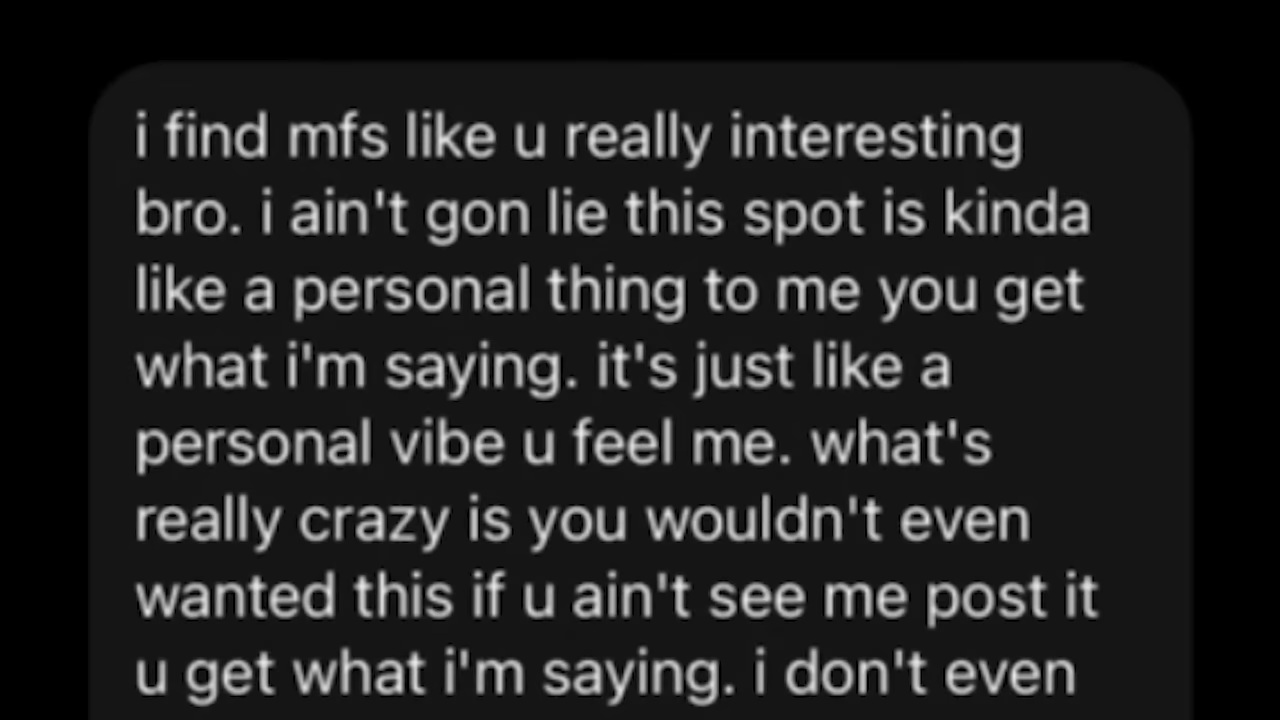 i find mfs like u really interesting
bro. i ain't gon lie this spot is kinda
like a personal thing to me you get
what i'm saying. it's just like a
personal vibe u feel me. what's
really crazy is you wouldn't even
wanted this if u ain't see me post it
u get what i'm saying. i don't even